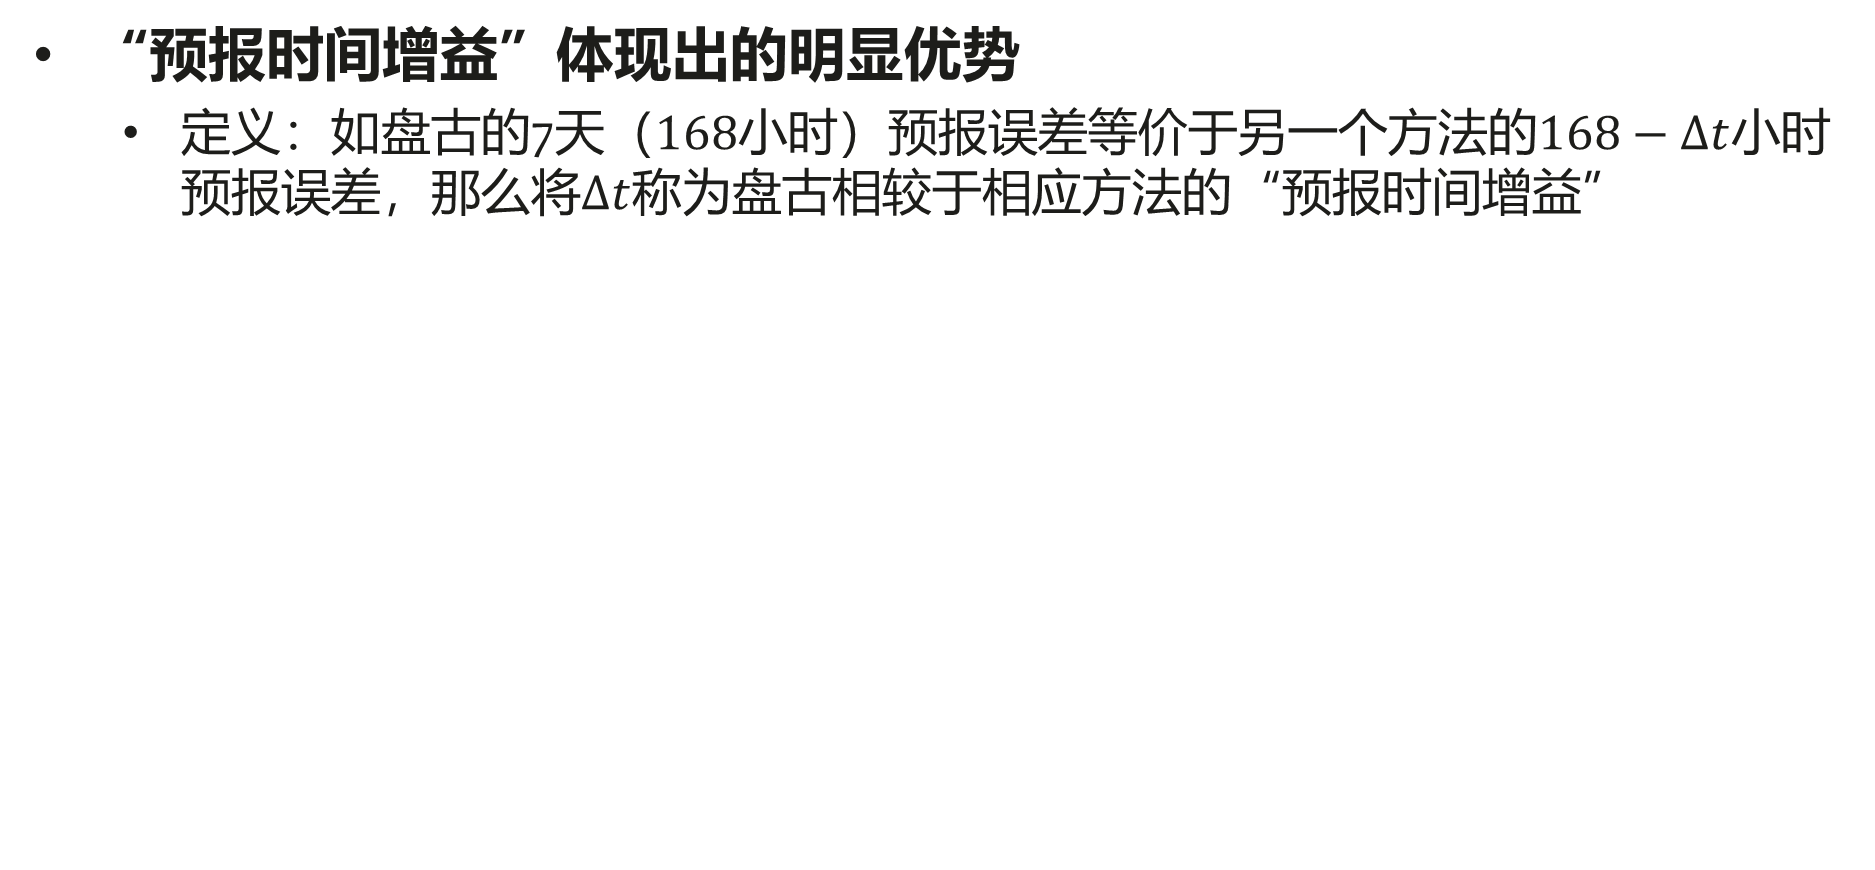 • “预报时间增益”体现出的明显优势
• 定义：如盘古的7天（168小时）预报误差等价于另一个方法的168 − Δt小时
预报误差，那么将Δt称为盘古相较于相应方法的“预报时间增益”